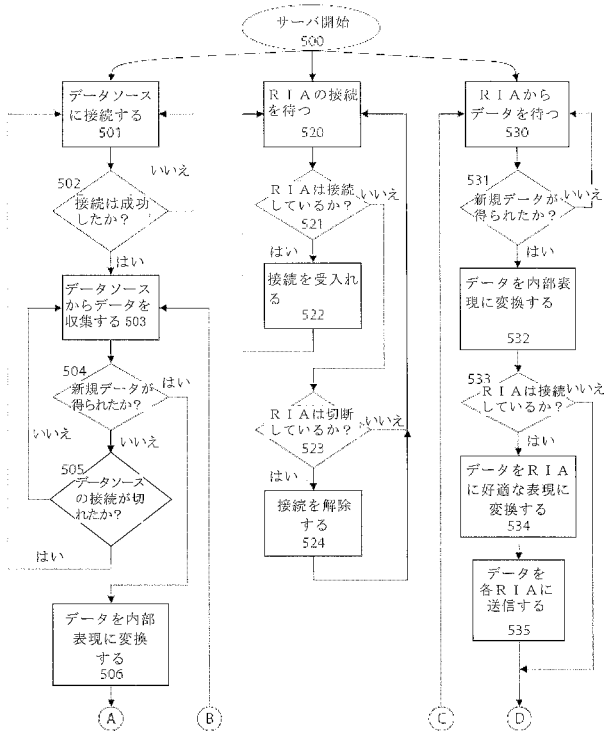 サーバ開始
500
データソース
に接続する
501
502
いいえ
接続は成功
したか？
はい
データソース
からデータを
収集する 503
504
はい
新規データが
得られたか？
いいえ
いいえ
505
データソース
の接続が切
れたか？
はい
データを内部
表現に変換
する
506
A
B
ＲＩＡの接続
を待つ
520
ＲＩＡは接続
しているか？
いいえ
521
はい
接続を受入れ
る
522
ＲＩＡは切断
しているか？
いいえ
523
はい
接続を解除
する
524
ＲＩＡから
データを待つ
530
531
いいえ
新規データが
得られたか？
はい
データを内部表
現に変換する
532
533
ＲＩＡは接続
しているか？
いいえ
はい
データをＲＩＡ
に好適な表現に
変換する
534
データを
各ＲＩＡに
送信する
535
C
D